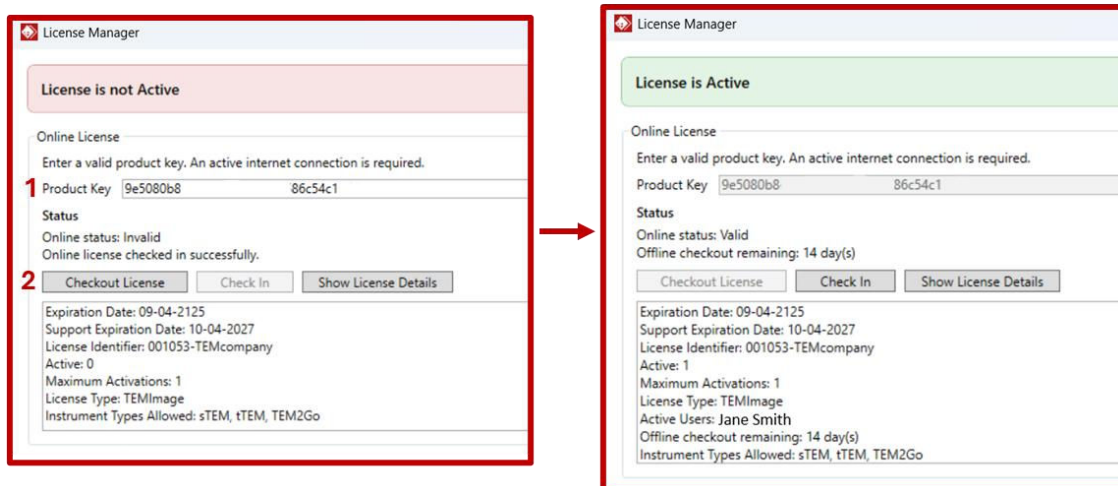 License Manager
License is not Active
Online License
Enter a valid product key. An active internet connection is required.
1 Product Key 9e5080b8 86c54c1
Status
Online status: Invalid
Online license checked in successfully.
2 Checkout License Check In Show License Details
Expiration Date: 09-04-2125
Support Expiration Date: 10-04-2027
License Identifier: 001053-TEMcompany
Active: 0
Maximum Activations: 1
License Type: TEMImage
Instrument Types Allowed: sTEM, tTEM, TEM2Go
License Manager
License is Active
Online License
Enter a valid product key. An active internet connection is required.
Product Key 9e5080b8 86c54c1
Status
Online status: Valid
Offline checkout remaining: 14 day(s)
Checkout License Check In Show License Details
Expiration Date: 09-04-2125
Support Expiration Date: 10-04-2027
License Identifier: 001053-TEMcompany
Active: 1
Maximum Activations: 1
License Type: TEMImage
Active Users: Jane Smith
Offline checkout remaining: 14 day(s)
Instrument Types Allowed: sTEM, tTEM, TEM2Go